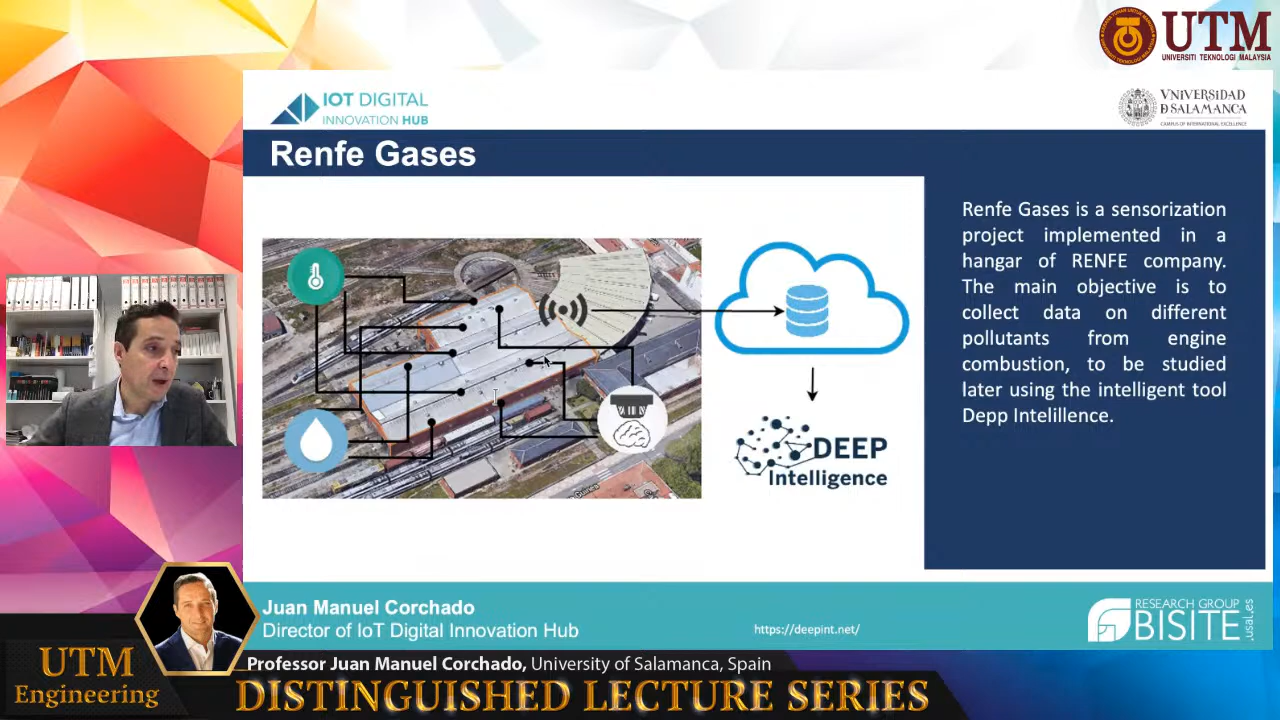 UTM
UNIVERSITI TEKNOLOGI MALAYSIA
IOT DIGITAL
INNOVATION HUB
VNIVERSIDAD
D SALAMANCA
CAMPUS OF INTERNATIONAL EXCELLENCE
Renfe Gases
Renfe Gases is a sensorization
project implemented in a
hangar of RENFE company.
The main objective is to
collect data on different
pollutants from engine
combustion, to be studied
later using the intelligent tool
Depp Intelillence.
DEEP
Intelligence
Juan Manuel Corchado
Director of IoT Digital Innovation Hub
https://deepint.net/
RESEARCH GROUP
BISITE
.usal.es
UTM
Engineering
Professor Juan Manuel Corchado, University of Salamanca, Spain
DISTINGUISHED LECTURE SERIES